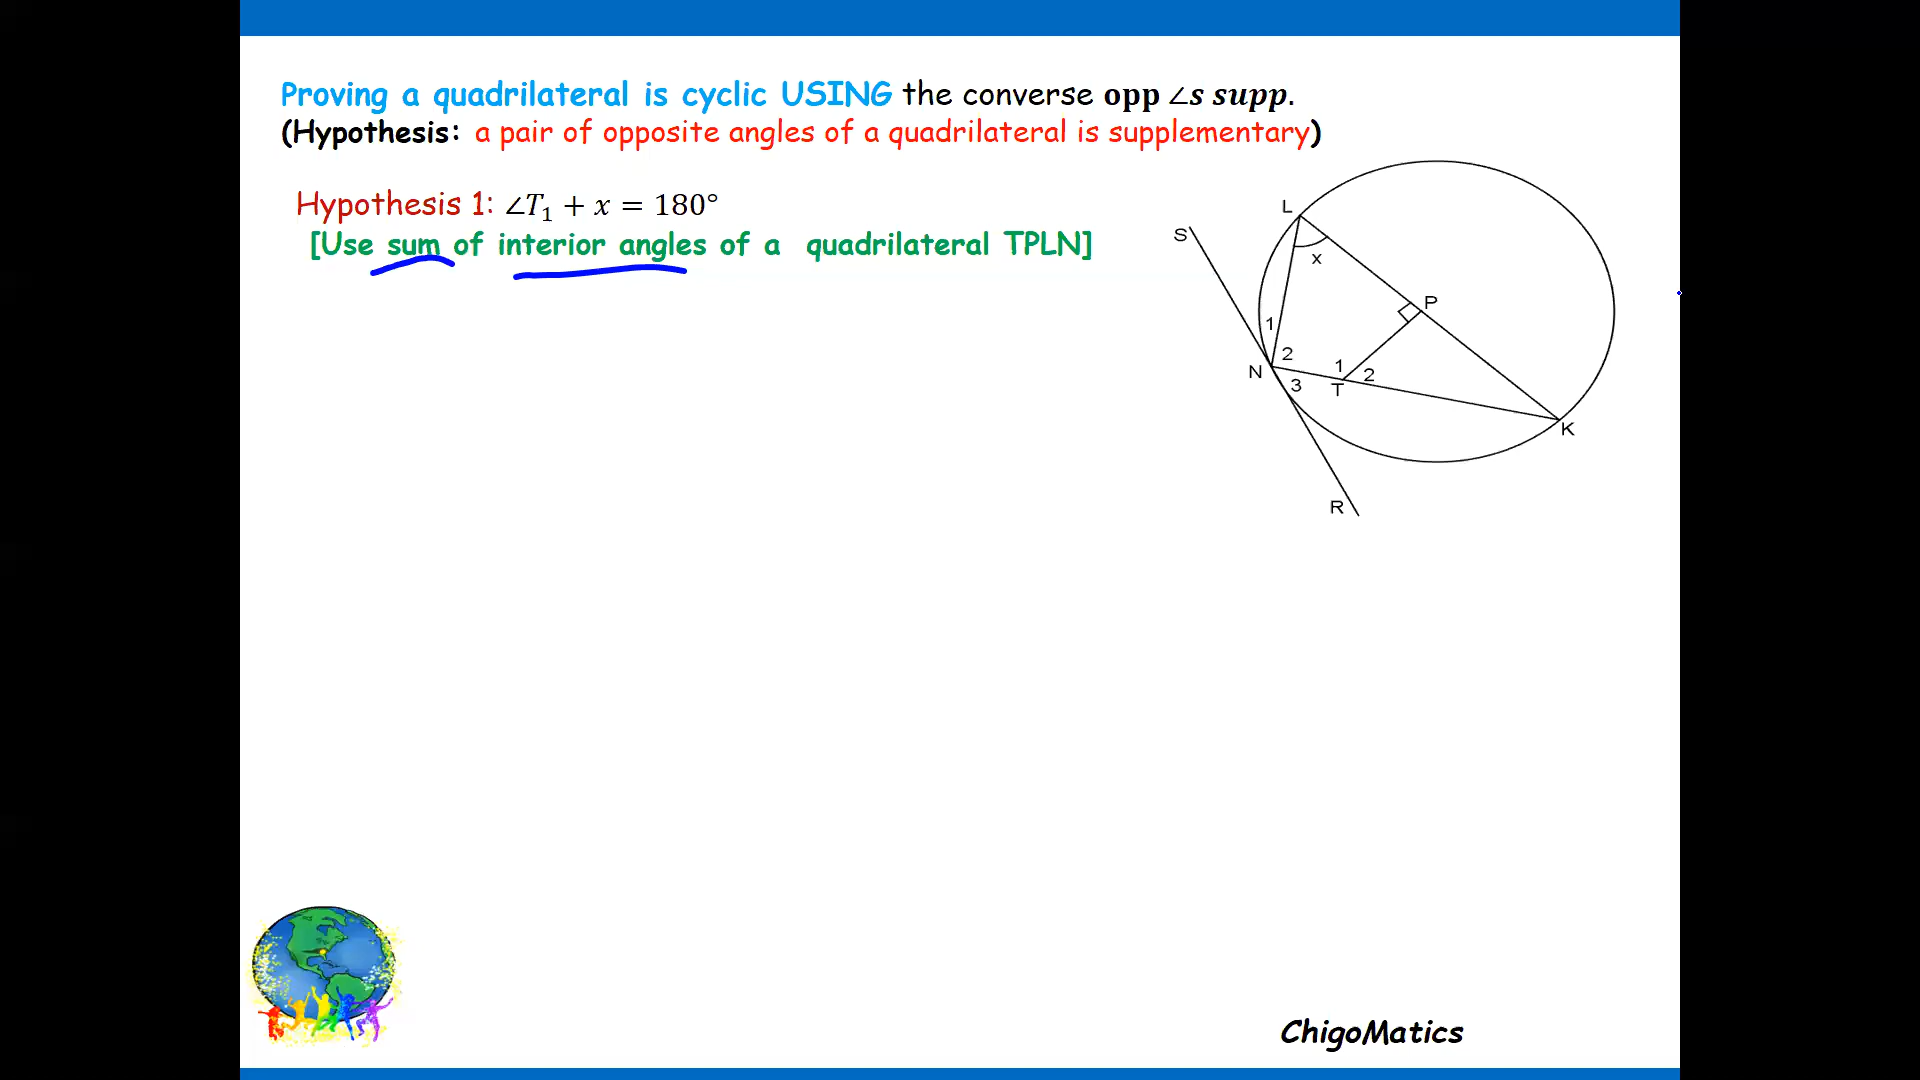 Proving a quadrilateral is cyclic USING the converse opp ∠s supp.
(Hypothesis: a pair of opposite angles of a quadrilateral is supplementary)
Hypothesis 1: ∠T₁ + x = 180°
[Use sum of interior angles of a quadrilateral TPLN]
L
S
x
P
1
2
1
2
N
3
T
K
R
ChigoMatics